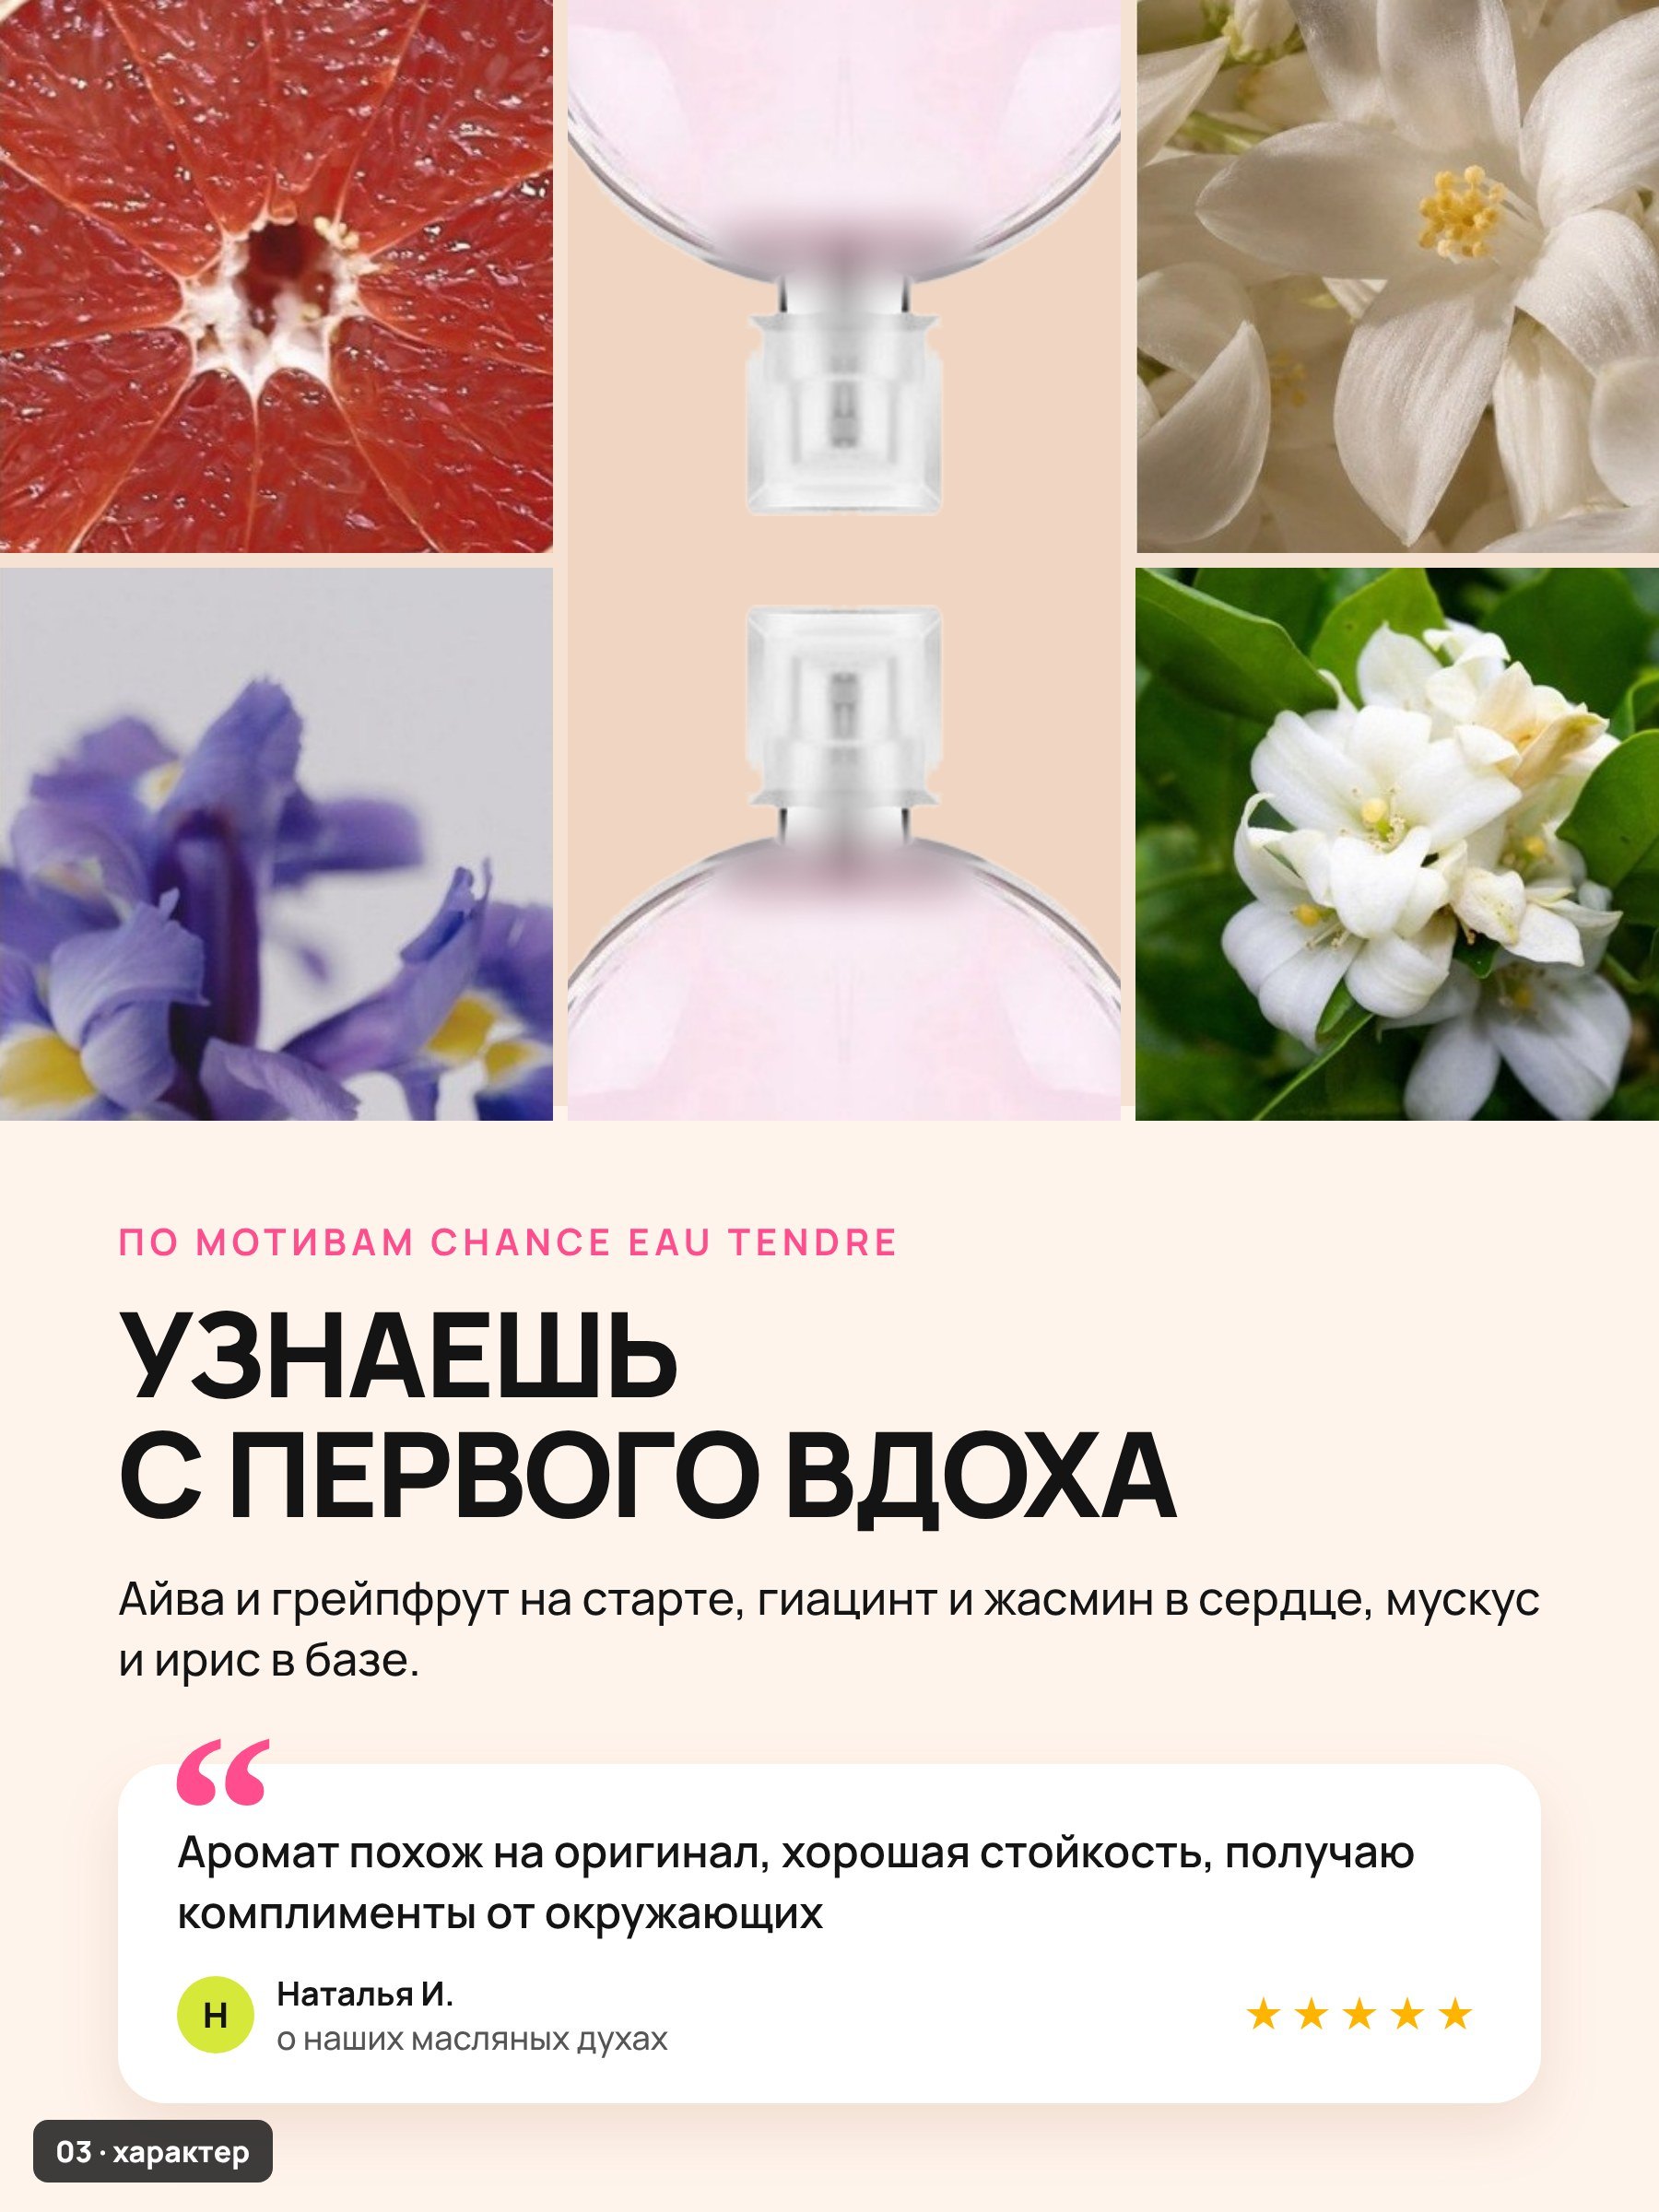 ПО МОТИВАМ CHANCE EAU TENDRE
УЗНАЕШЬ
С ПЕРВОГО ВДОХА
Айва и грейпфрут на старте, гиацинт и жасмин в сердце, мускус
и ирис в базе.
“
Аромат похож на оригинал, хорошая стойкость, получаю
комплименты от окружающих
Н
Наталья И.
о наших масляных духах
★★★★★
03 · характер